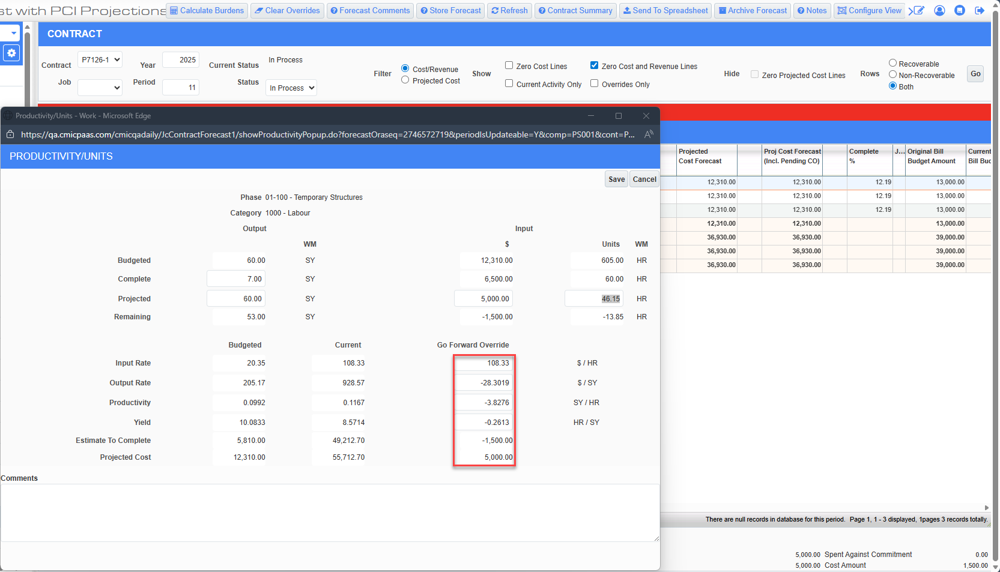 st with PCI Projections
Calculate Burdens
Clear Overrides
Forecast Comments
Store Forecast
Refresh
Contract Summary
Send To Spreadsheet
Archive Forecast
Notes
Configure View
CONTRACT
Contract P7126-1 Year 2025 Current Status In Process
Job Period 11 Status In Process
Filter Cost/Revenue Projected Cost
Show Zero Cost Lines Zero Cost and Revenue Lines
Current Activity Only Overrides Only
Hide Zero Projected Cost Lines
Rows Recoverable
Non-Recoverable
Both
Go
Productivity/Units - Work - Microsoft Edge
https://qa.cmicpaas.com/cmicqadaily/JcContractForecast1/showProductivityPopup.do?forecastOraseq=2746572719&periodIsUpdateable=Y&comp=PS001&cont=P...
PRODUCTIVITY/UNITS
Save Cancel
Phase 01-100 - Temporary Structures
Category 1000 - Labour
Output Input
WM $ Units WM
Budgeted 60.00 SY 12,310.00 605.00 HR
Complete 7.00 SY 6,500.00 60.00 HR
Projected 60.00 SY 5,000.00 46.15 HR
Remaining 53.00 SY -1,500.00 -13.85 HR
Budgeted Current Go Forward Override
Input Rate 20.35 108.33 108.33 $ / HR
Output Rate 205.17 928.57 -28.3019 $ / SY
Productivity 0.0992 0.1167 -3.8276 SY / HR
Yield 10.0833 8.5714 -0.2613 HR / SY
Estimate To Complete 5,810.00 49,212.70 -1,500.00
Projected Cost 12,310.00 55,712.70 5,000.00
Comments
Projected Proj Cost Forecast Complete J... Original Bill Current
Cost Forecast (Incl. Pending CO) % Budget Amount Bill Buc
12,310.00 12,310.00 12.19 13,000.00
12,310.00 12,310.00 12.19 13,000.00
12,310.00 12,310.00 12.19 13,000.00
12,310.00 12,310.00 13,000.00
36,930.00 36,930.00 39,000.00
36,930.00 36,930.00 39,000.00
36,930.00 36,930.00 39,000.00
There are null records in database for this period. Page 1, 1 - 3 displayed, 1pages 3 records totally.
5,000.00 Spent Against Commitment 0.00
5,000.00 Cost Amount 1,500.00